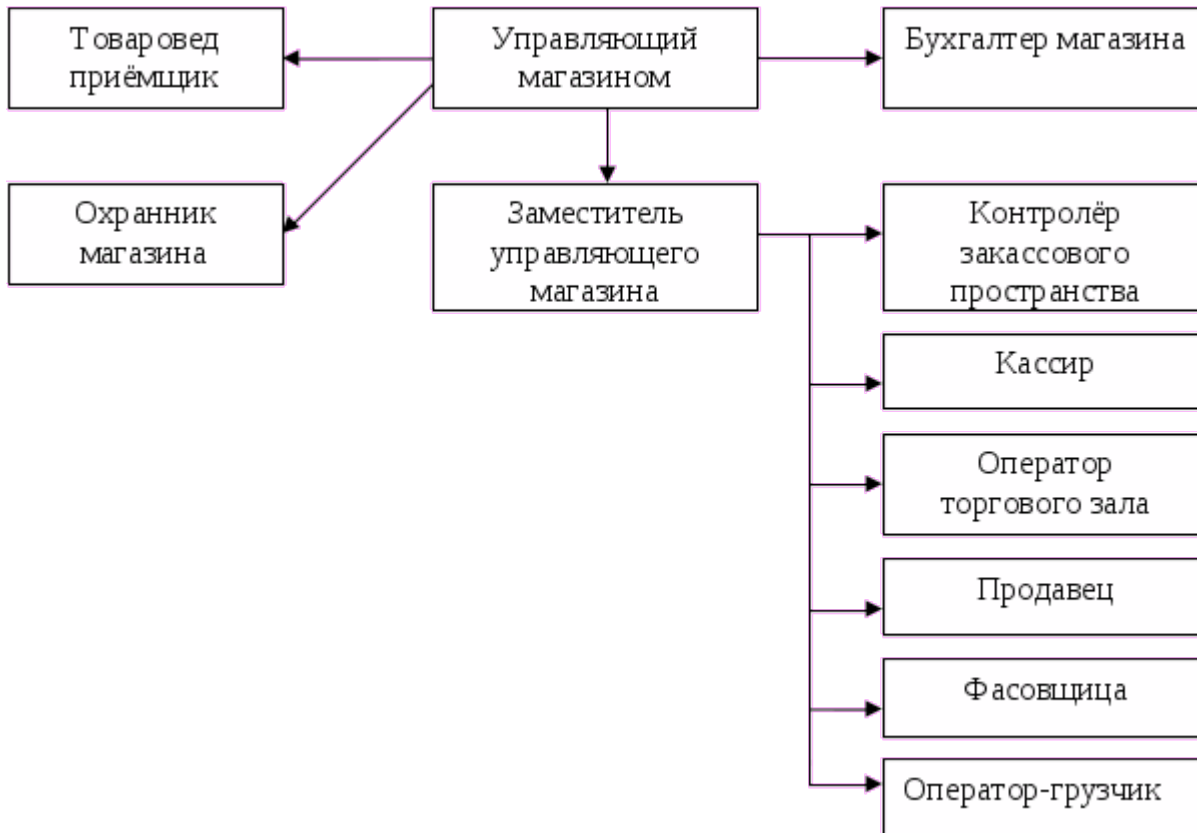 Товаровед
приёмщик
Управляющий
магазином
Бухгалтер магазина
Охранник
магазина
Заместитель
управляющего
магазина
Контролёр
закассового
пространства
Кассир
Оператор
торгового зала
Продавец
Фасовщица
Оператор-грузчик